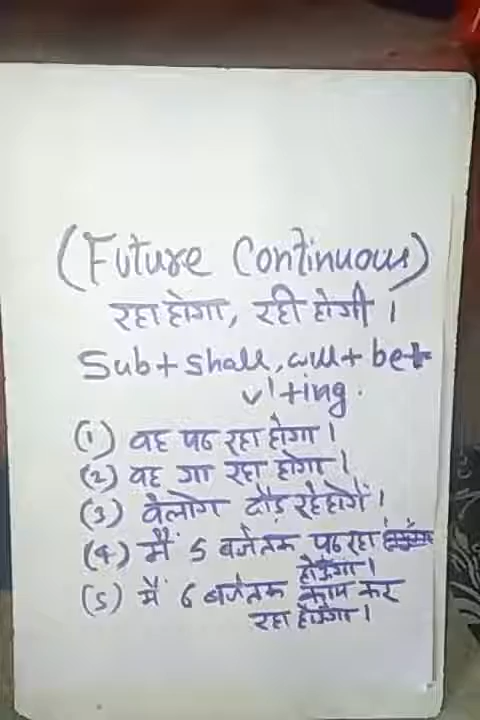 (Future Continuous)
रहा होगा, रही होगी ।
Sub + shall, will + be +
v¹ + ing.
(1) वह पढ रहा होगा ।
(2) वह गा रहा होगा ।
(3) वेलोग दौड़ रहे होगें ।
(4) मैं 5 बजेतक पढ रहा
होऊंगा ।
(5) मैं 6 बजेतक काम कर
रहा होऊंगा ।